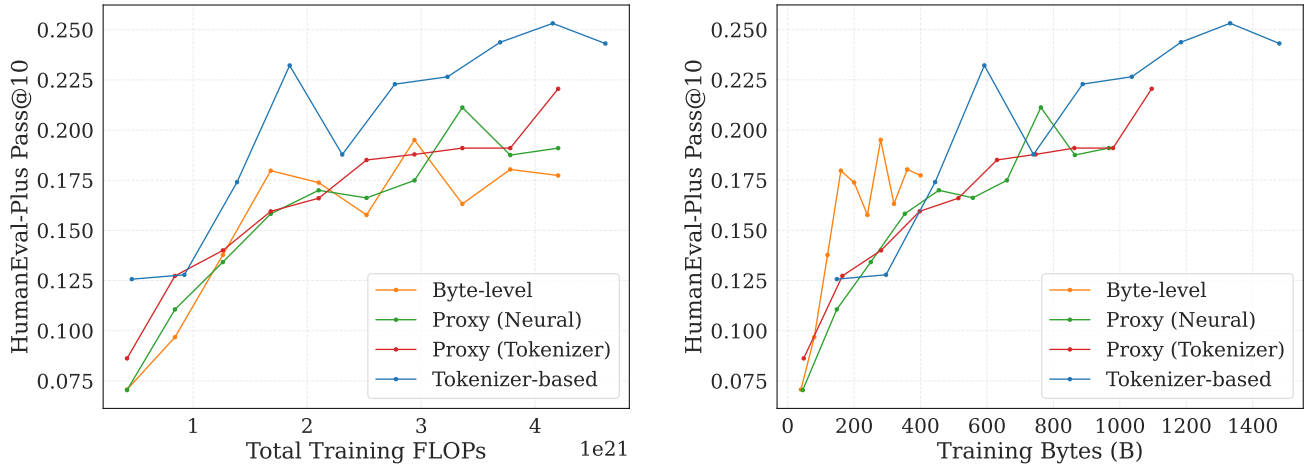 HumanEval-Plus Pass@10
0.250
0.225
0.200
0.175
0.150
0.125
0.100
0.075
1 2 3 4
1e21
Total Training FLOPs
Byte-level
Proxy (Neural)
Proxy (Tokenizer)
Tokenizer-based
HumanEval-Plus Pass@10
0.250
0.225
0.200
0.175
0.150
0.125
0.100
0.075
0 200 400 600 800 1000 1200 1400
Training Bytes (B)
Byte-level
Proxy (Neural)
Proxy (Tokenizer)
Tokenizer-based